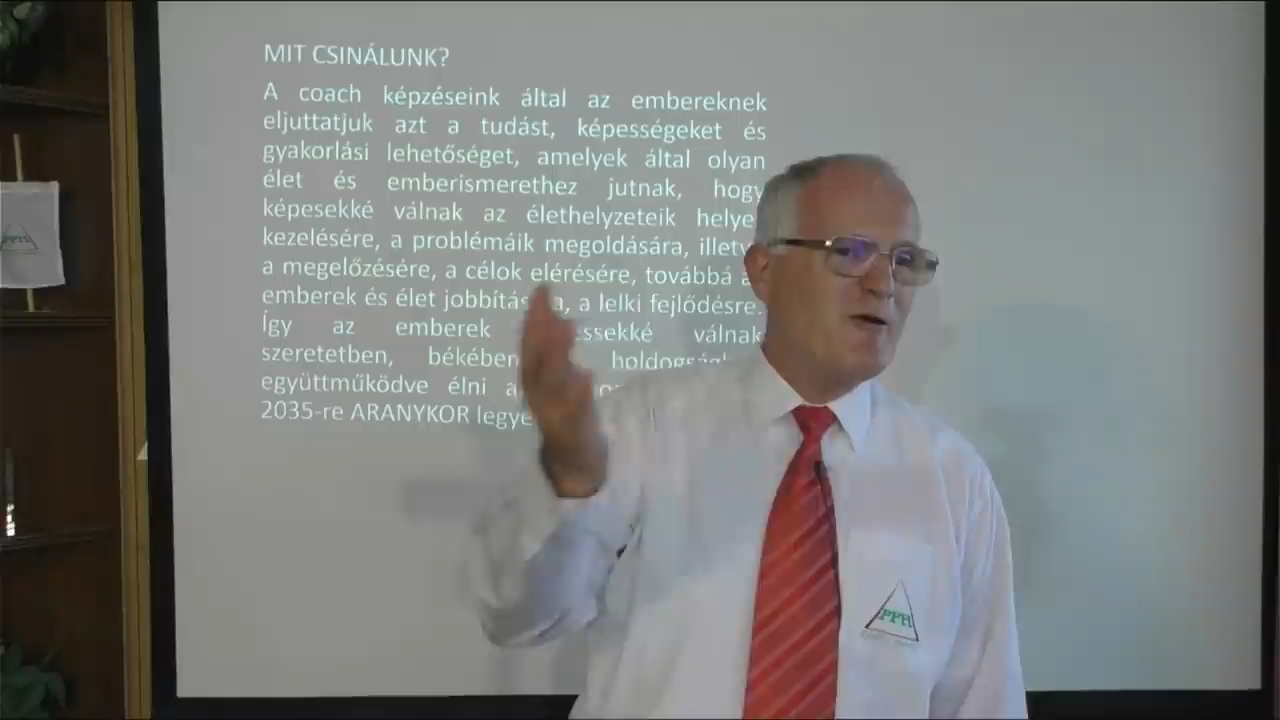 MIT CSINÁLUNK?
A coach képzéseink által az embereknek
eljuttatjuk azt a tudást, képességeket és
gyakorlási lehetőséget, amelyek által olyan
élet és emberismerethez jutnak, hogy
képesekké válnak az élethelyzeteik
kezelésére, a problémáik megoldására,
a megelőzésére, a célok elérésére, továbbá
emberek és élet a lelki fejlődésre.
Így az emberek válnak
szeretetben,
együttműködve élni
2035-re ARANYKOR
PPH